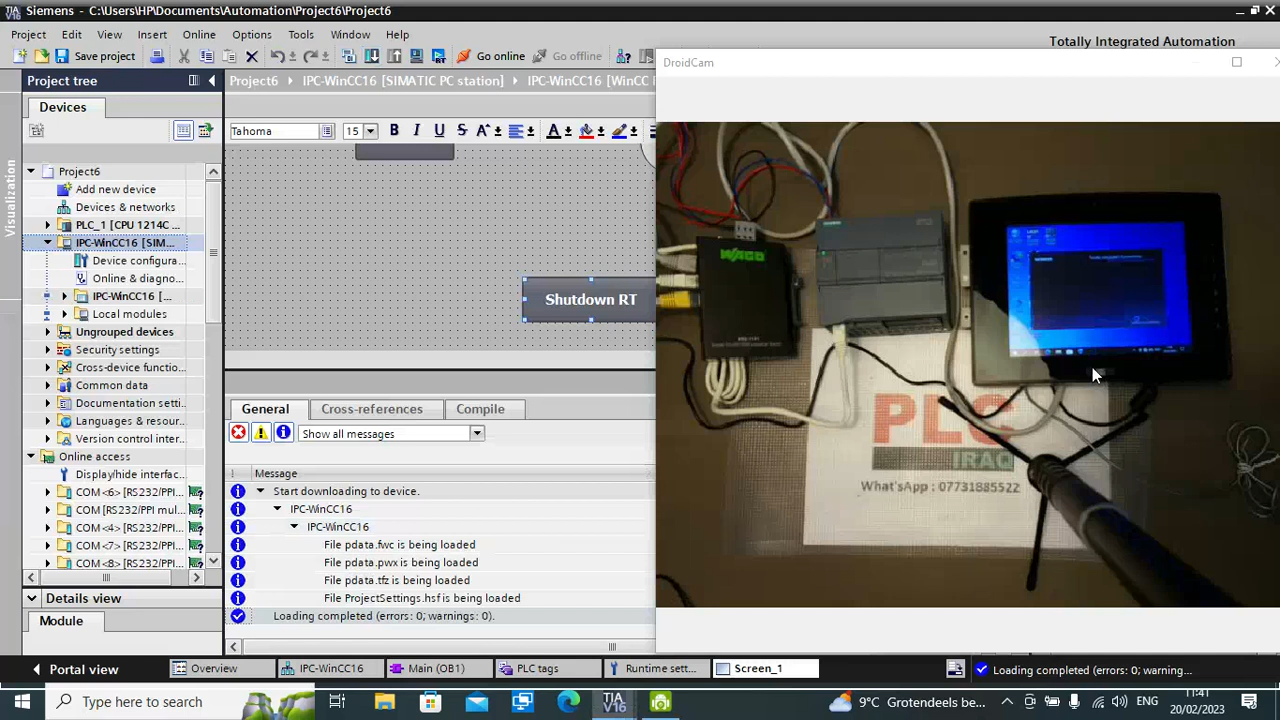 TIA
V16
Siemens - C:\Users\HP\Documents\Automation\Project6\Project6
Project Edit View Insert Online Options Tools Window Help
Save project
Go online
Go offline
Totally Integrated Automation
Project tree
Project6 IPC-WinCC16 [SIMATIC PC station] IPC-WinCC16 [WinCC
DroidCam
Devices
Tahoma 15 B I U S A
Visualization
Project6
Add new device
Devices & networks
PLC_1 [CPU 1214C ...
IPC-WinCC16 [SIM...
Device configura...
Online & diagno...
IPC-WinCC16 [...
Local modules
Ungrouped devices
Security settings
Cross-device functio...
Common data
Documentation setti...
Languages & resourc...
Version control inter...
Online access
Display/hide interfac...
COM <6> [RS232/PPI...
COM [RS232/PPI mul...
COM <4> [RS232/PPI...
COM <7> [RS232/PPI...
COM <8> [RS232/PPI...
Details view
Module
Shutdown RT
General Cross-references Compile
Show all messages
! Message
Start downloading to device.
IPC-WinCC16
IPC-WinCC16
File pdata.fwc is being loaded
File pdata.pwx is being loaded
File pdata.tfz is being loaded
File ProjectSettings.hsf is being loaded
Loading completed (errors: 0; warnings: 0).
WAGO
PLC
IRAQ
What'sApp : 07731885522
Portal view
Overview
IPC-WinCC16
Main (OB1)
PLC tags
Runtime sett...
Screen_1
Loading completed (errors: 0; warning...
Type here to search
TIA
V16
9°C Grotendeels be...
ENG
11:41
20/02/2023